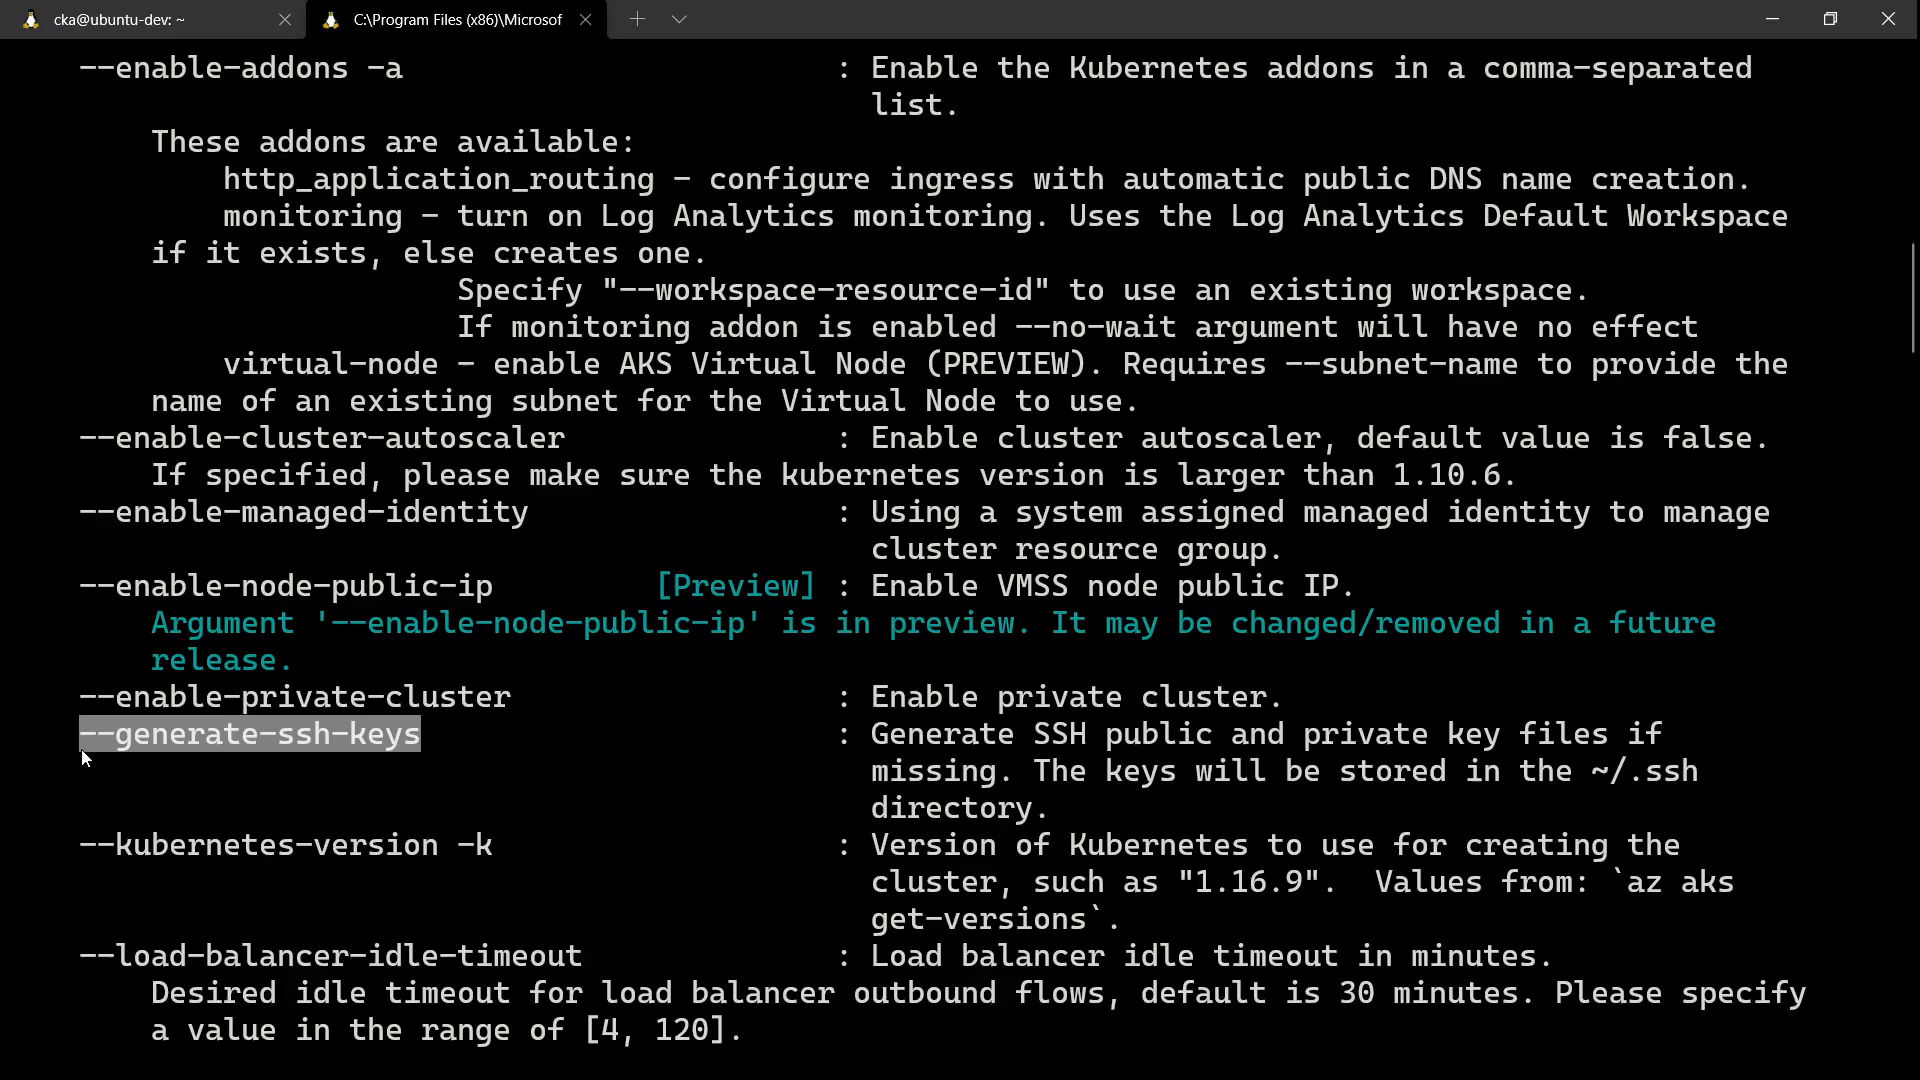 cka@ubuntu-dev: ~
C:\Program Files (x86)\Microsof
--enable-addons -a : Enable the Kubernetes addons in a comma-separated
list.
These addons are available:
http_application_routing - configure ingress with automatic public DNS name creation.
monitoring - turn on Log Analytics monitoring. Uses the Log Analytics Default Workspace
if it exists, else creates one.
Specify "--workspace-resource-id" to use an existing workspace.
If monitoring addon is enabled --no-wait argument will have no effect
virtual-node - enable AKS Virtual Node (PREVIEW). Requires --subnet-name to provide the
name of an existing subnet for the Virtual Node to use.
--enable-cluster-autoscaler : Enable cluster autoscaler, default value is false.
If specified, please make sure the kubernetes version is larger than 1.10.6.
--enable-managed-identity : Using a system assigned managed identity to manage
cluster resource group.
--enable-node-public-ip [Preview] : Enable VMSS node public IP.
Argument '--enable-node-public-ip' is in preview. It may be changed/removed in a future
release.
--enable-private-cluster : Enable private cluster.
--generate-ssh-keys : Generate SSH public and private key files if
missing. The keys will be stored in the ~/.ssh
directory.
--kubernetes-version -k : Version of Kubernetes to use for creating the
cluster, such as "1.16.9".  Values from: `az aks
get-versions`.
--load-balancer-idle-timeout : Load balancer idle timeout in minutes.
Desired idle timeout for load balancer outbound flows, default is 30 minutes. Please specify
a value in the range of [4, 120].